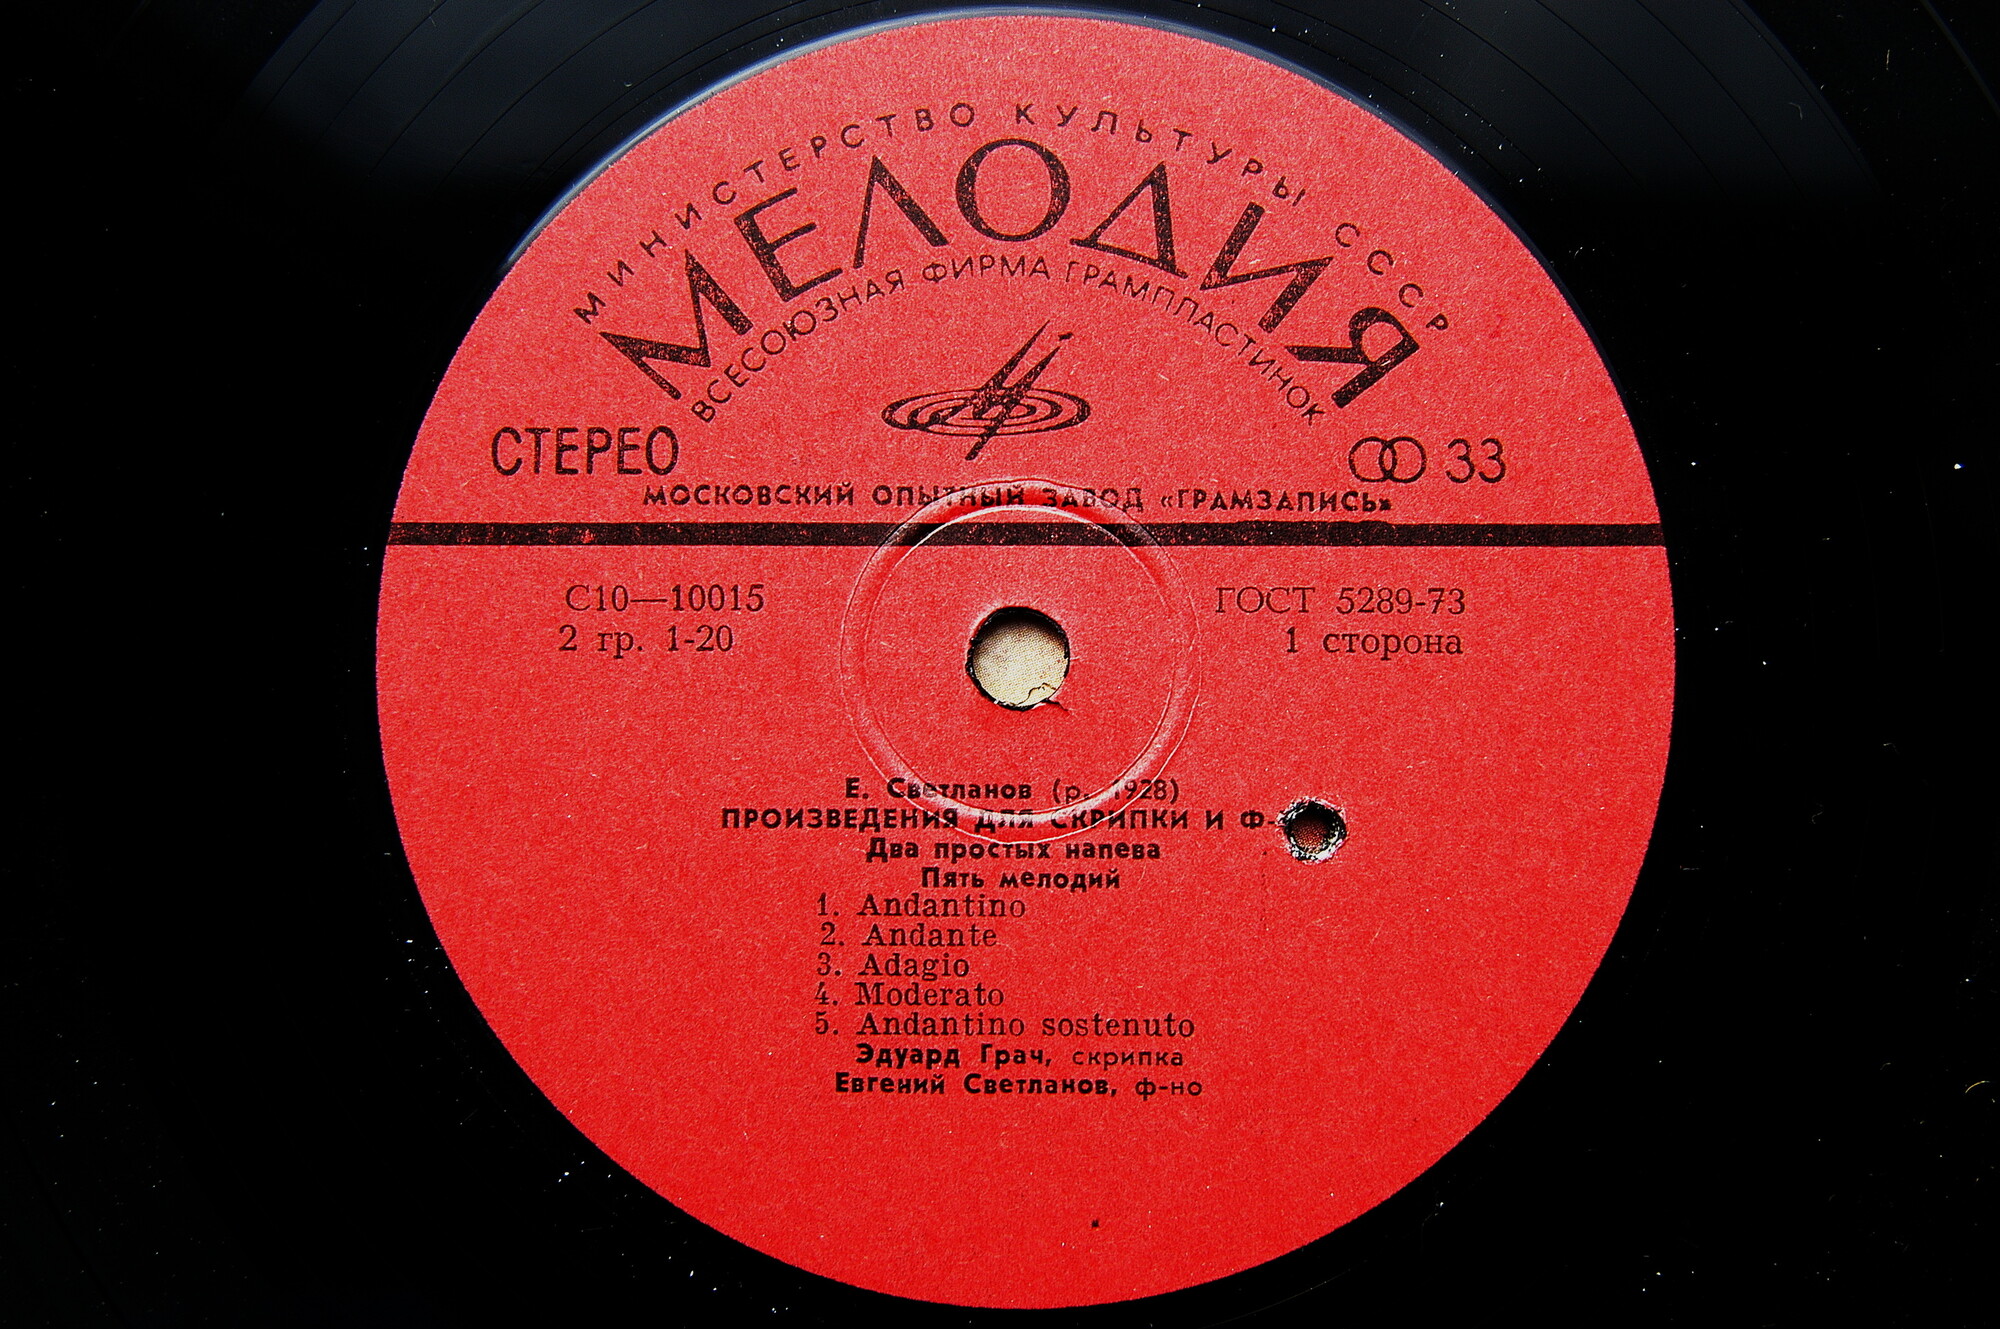 МИНИСТЕРСТВО КУЛЬТУРЫ СССР
МЕЛОДИЯ
ВСЕСОЮЗНАЯ ФИРМА ГРАМПЛАСТИНОК
СТЕРЕО
33
МОСКОВСКИЙ ОПЫТНЫЙ ЗАВОД «ГРАМЗАПИСЬ»
С10—10015
ГОСТ 5289-73
2 гр. 1-20
1 сторона
Е. Светланов (р. 1928)
ПРОИЗВЕДЕНИЯ ДЛЯ СКРИПКИ И Ф-
Два простых напева
Пять мелодий
1. Andantino
2. Andante
3. Adagio
4. Moderato
5. Andantino sostenuto
Эдуард Грач, скрипка
Евгений Светланов, ф-но